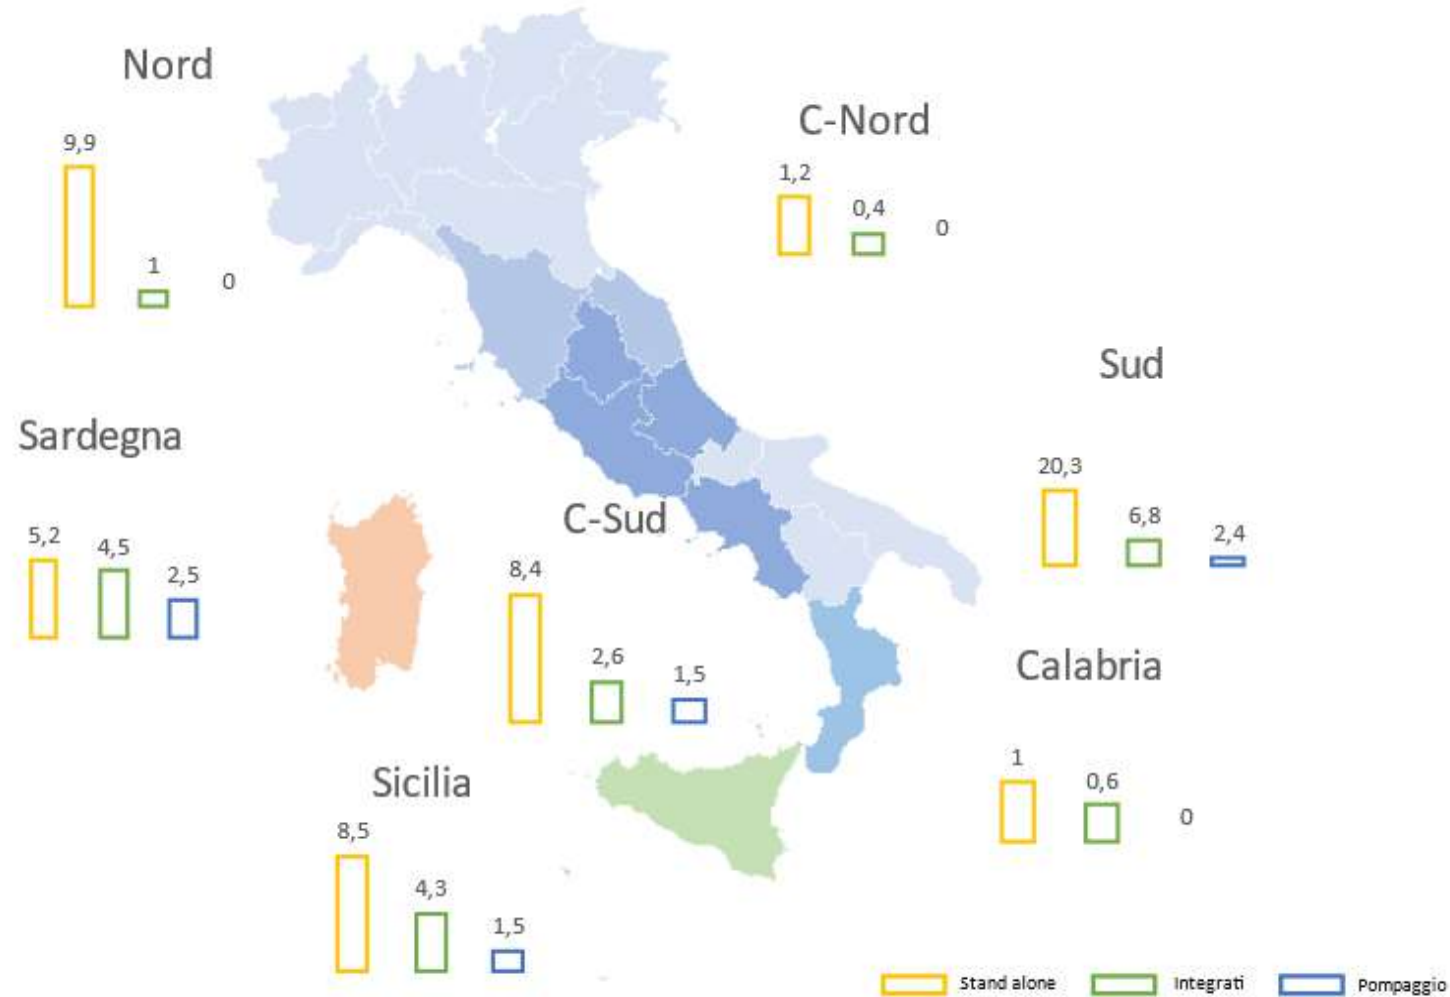 Nord
9,9
1
0
C-Nord
1,2
0,4
0
Sud
20,3
6,8
2,4
Sardegna
5,2
4,5
2,5
C-Sud
8,4
2,6
1,5
Calabria
1
0,6
0
Sicilia
8,5
4,3
1,5
Stand alone
Integrati
Pompaggio